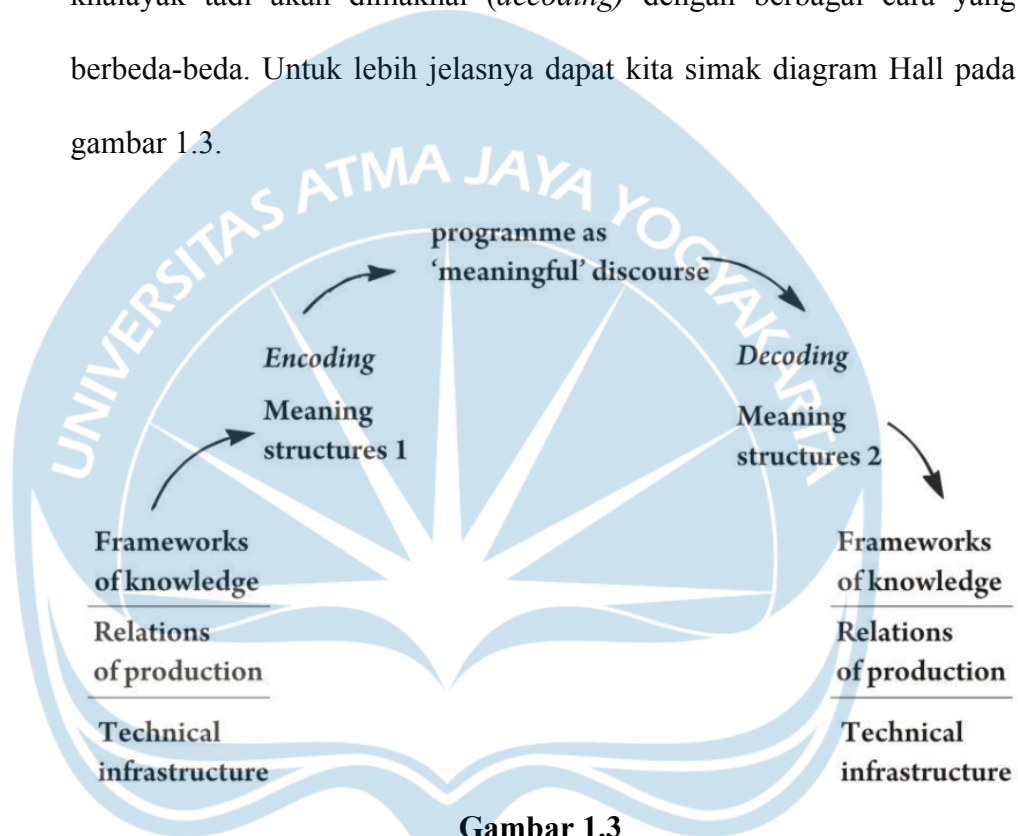 khalayak tadi akan dimaknai (decoding) dengan berbagai cara yang
berbeda-beda. Untuk lebih jelasnya dapat kita simak diagram Hall pada
gambar 1.3.
UNIVERSITAS ATMA JAYA YOGYAKARTA
programme as
‘meaningful’ discourse
Encoding
Meaning
structures 1
Decoding
Meaning
structures 2
Frameworks
of knowledge
Relations
of production
Technical
infrastructure
Frameworks
of knowledge
Relations
of production
Technical
infrastructure
Gambar 1.3